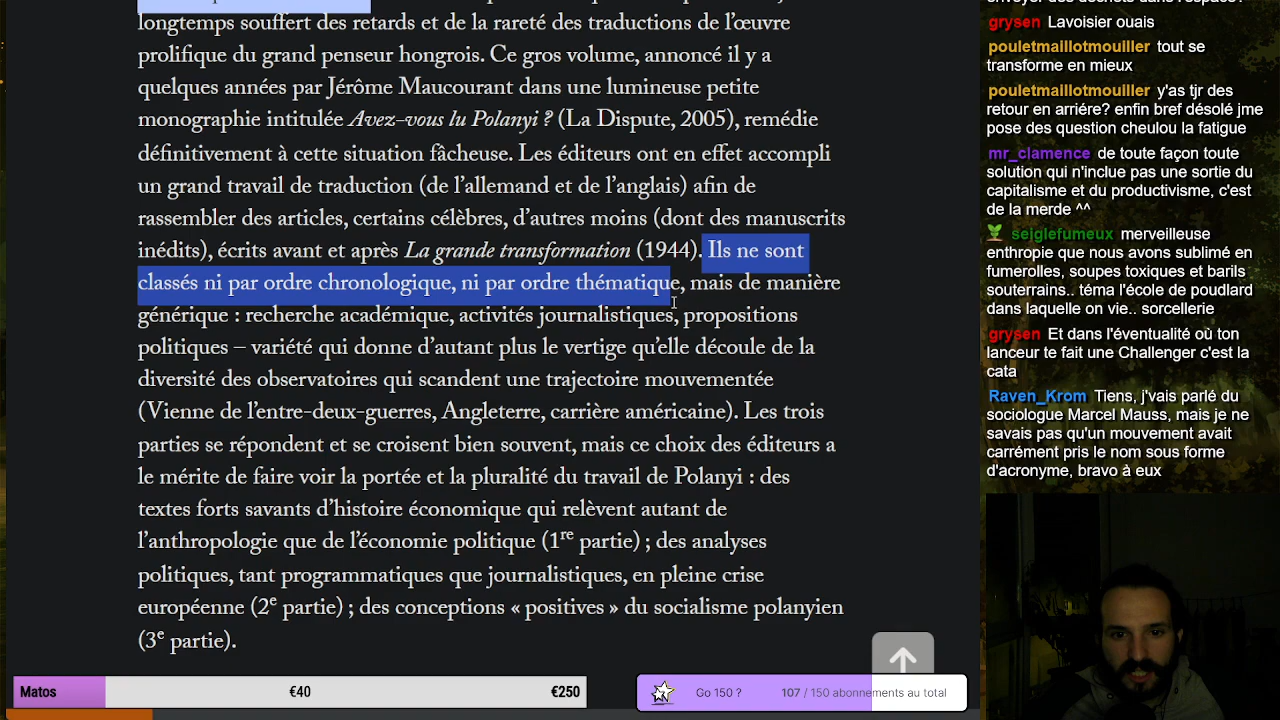 longtemps souffert des retards et de la rareté des traductions de l’œuvre
prolifique du grand penseur hongrois. Ce gros volume, annoncé il y a
quelques années par Jérôme Maucourant dans une lumineuse petite
monographie intitulée Avez-vous lu Polanyi ? (La Dispute, 2005), remédie
définitivement à cette situation fâcheuse. Les éditeurs ont en effet accompli
un grand travail de traduction (de l’allemand et de l’anglais) afin de
rassembler des articles, certains célèbres, d’autres moins (dont des manuscrits
inédits), écrits avant et après La grande transformation (1944). Ils ne sont
classés ni par ordre chronologique, ni par ordre thématique, mais de manière
générique : recherche académique, activités journalistiques, propositions
politiques – variété qui donne d’autant plus le vertige qu’elle découle de la
diversité des observatoires qui scandent une trajectoire mouvementée
(Vienne de l’entre-deux-guerres, Angleterre, carrière américaine). Les trois
parties se répondent et se croisent bien souvent, mais ce choix des éditeurs a
le mérite de faire voir la portée et la pluralité du travail de Polanyi : des
textes forts savants d’histoire économique qui relèvent autant de
l’anthropologie que de l’économie politique (1re partie) ; des analyses
politiques, tant programmatiques que journalistiques, en pleine crise
européenne (2e partie) ; des conceptions « positives » du socialisme polanyien
(3e partie).
grysen Lavoisier ouais
pouletmaillotmouiller tout se
transforme en mieux
pouletmaillotmouiller y'as tjr des
retour en arriére? enfin bref désolé jme
pose des question cheulou la fatigue
mr_clamence de toute façon toute
solution qui n'inclue pas une sortie du
capitalisme et du productivisme, c'est
de la merde ^^
seiglefumeux merveilleuse
enthropie que nous avons sublimé en
fumerolles, soupes toxiques et barils
souterrains.. téma l'école de poudlard
dans laquelle on vie.. sorcellerie
grysen Et dans l'éventualité où ton
lanceur te fait une Challenger c'est la
cata
Raven_Krom Tiens, j'vais parlé du
sociologue Marcel Mauss, mais je ne
savais pas qu'un mouvement avait
carrément pris le nom sous forme
d'acronyme, bravo à eux
Matos €40 €250
Go 150 ? 107 / 150 abonnements au total